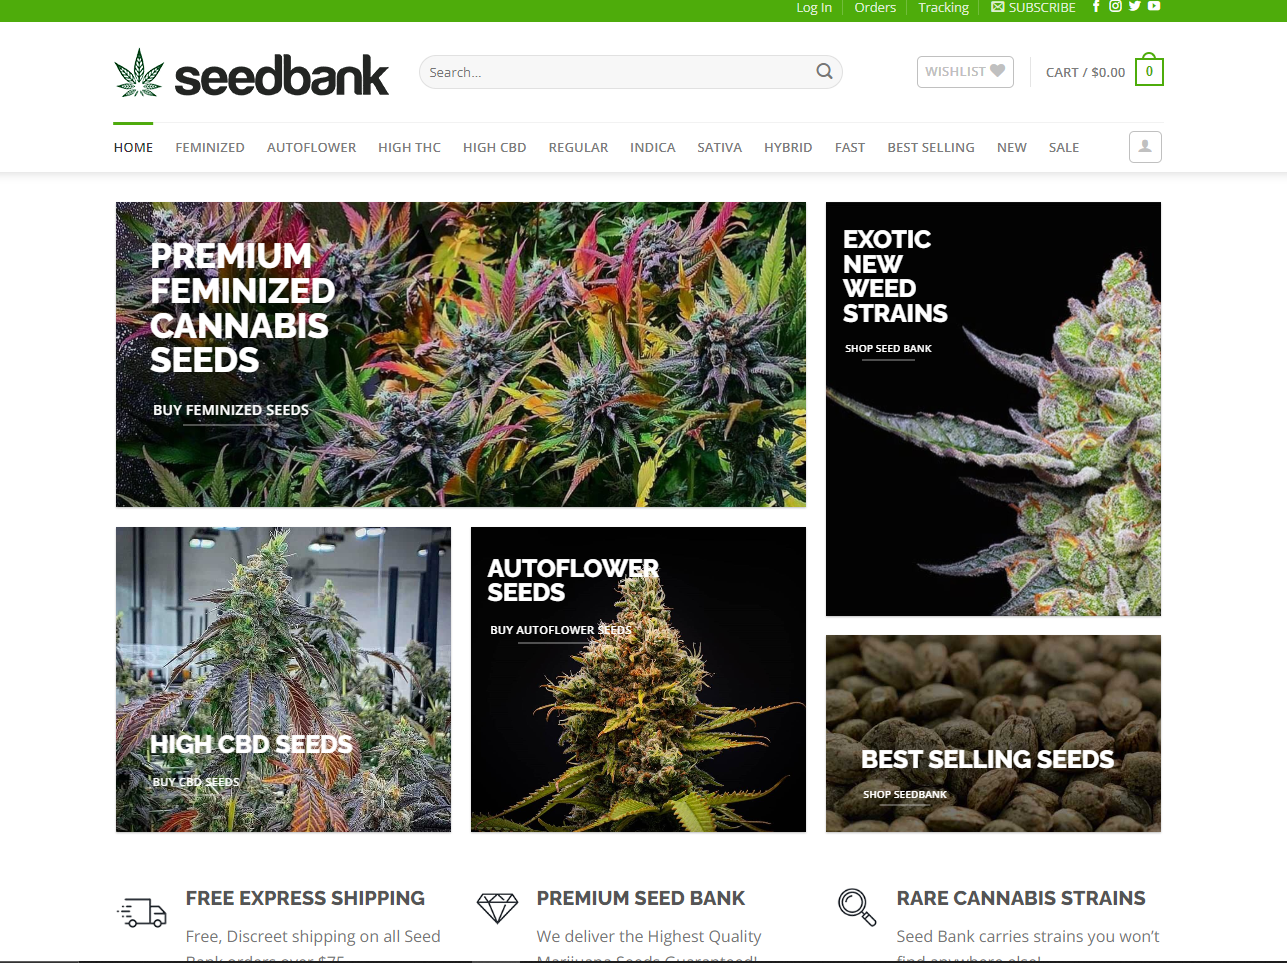 Log In
Orders
Tracking
SUBSCRIBE
seedbank
Search...
WISHLIST
CART / $0.00
0
HOME
FEMINIZED
AUTOFLOWER
HIGH THC
HIGH CBD
REGULAR
INDICA
SATIVA
HYBRID
FAST
BEST SELLING
NEW
SALE
PREMIUM
FEMINIZED
CANNABIS
SEEDS
BUY FEMINIZED SEEDS
EXOTIC
NEW
WEED
STRAINS
SHOP SEED BANK
HIGH CBD SEEDS
BUY CBD SEEDS
AUTOFLOWER
SEEDS
BUY AUTOFLOWER SEEDS
BEST SELLING SEEDS
SHOP SEEDBANK
FREE EXPRESS SHIPPING
Free, Discreet shipping on all Seed
Bank orders over $75
PREMIUM SEED BANK
We deliver the Highest Quality
Marijuana Seeds Guaranteed!
RARE CANNABIS STRAINS
Seed Bank carries strains you won't
find anywhere else!